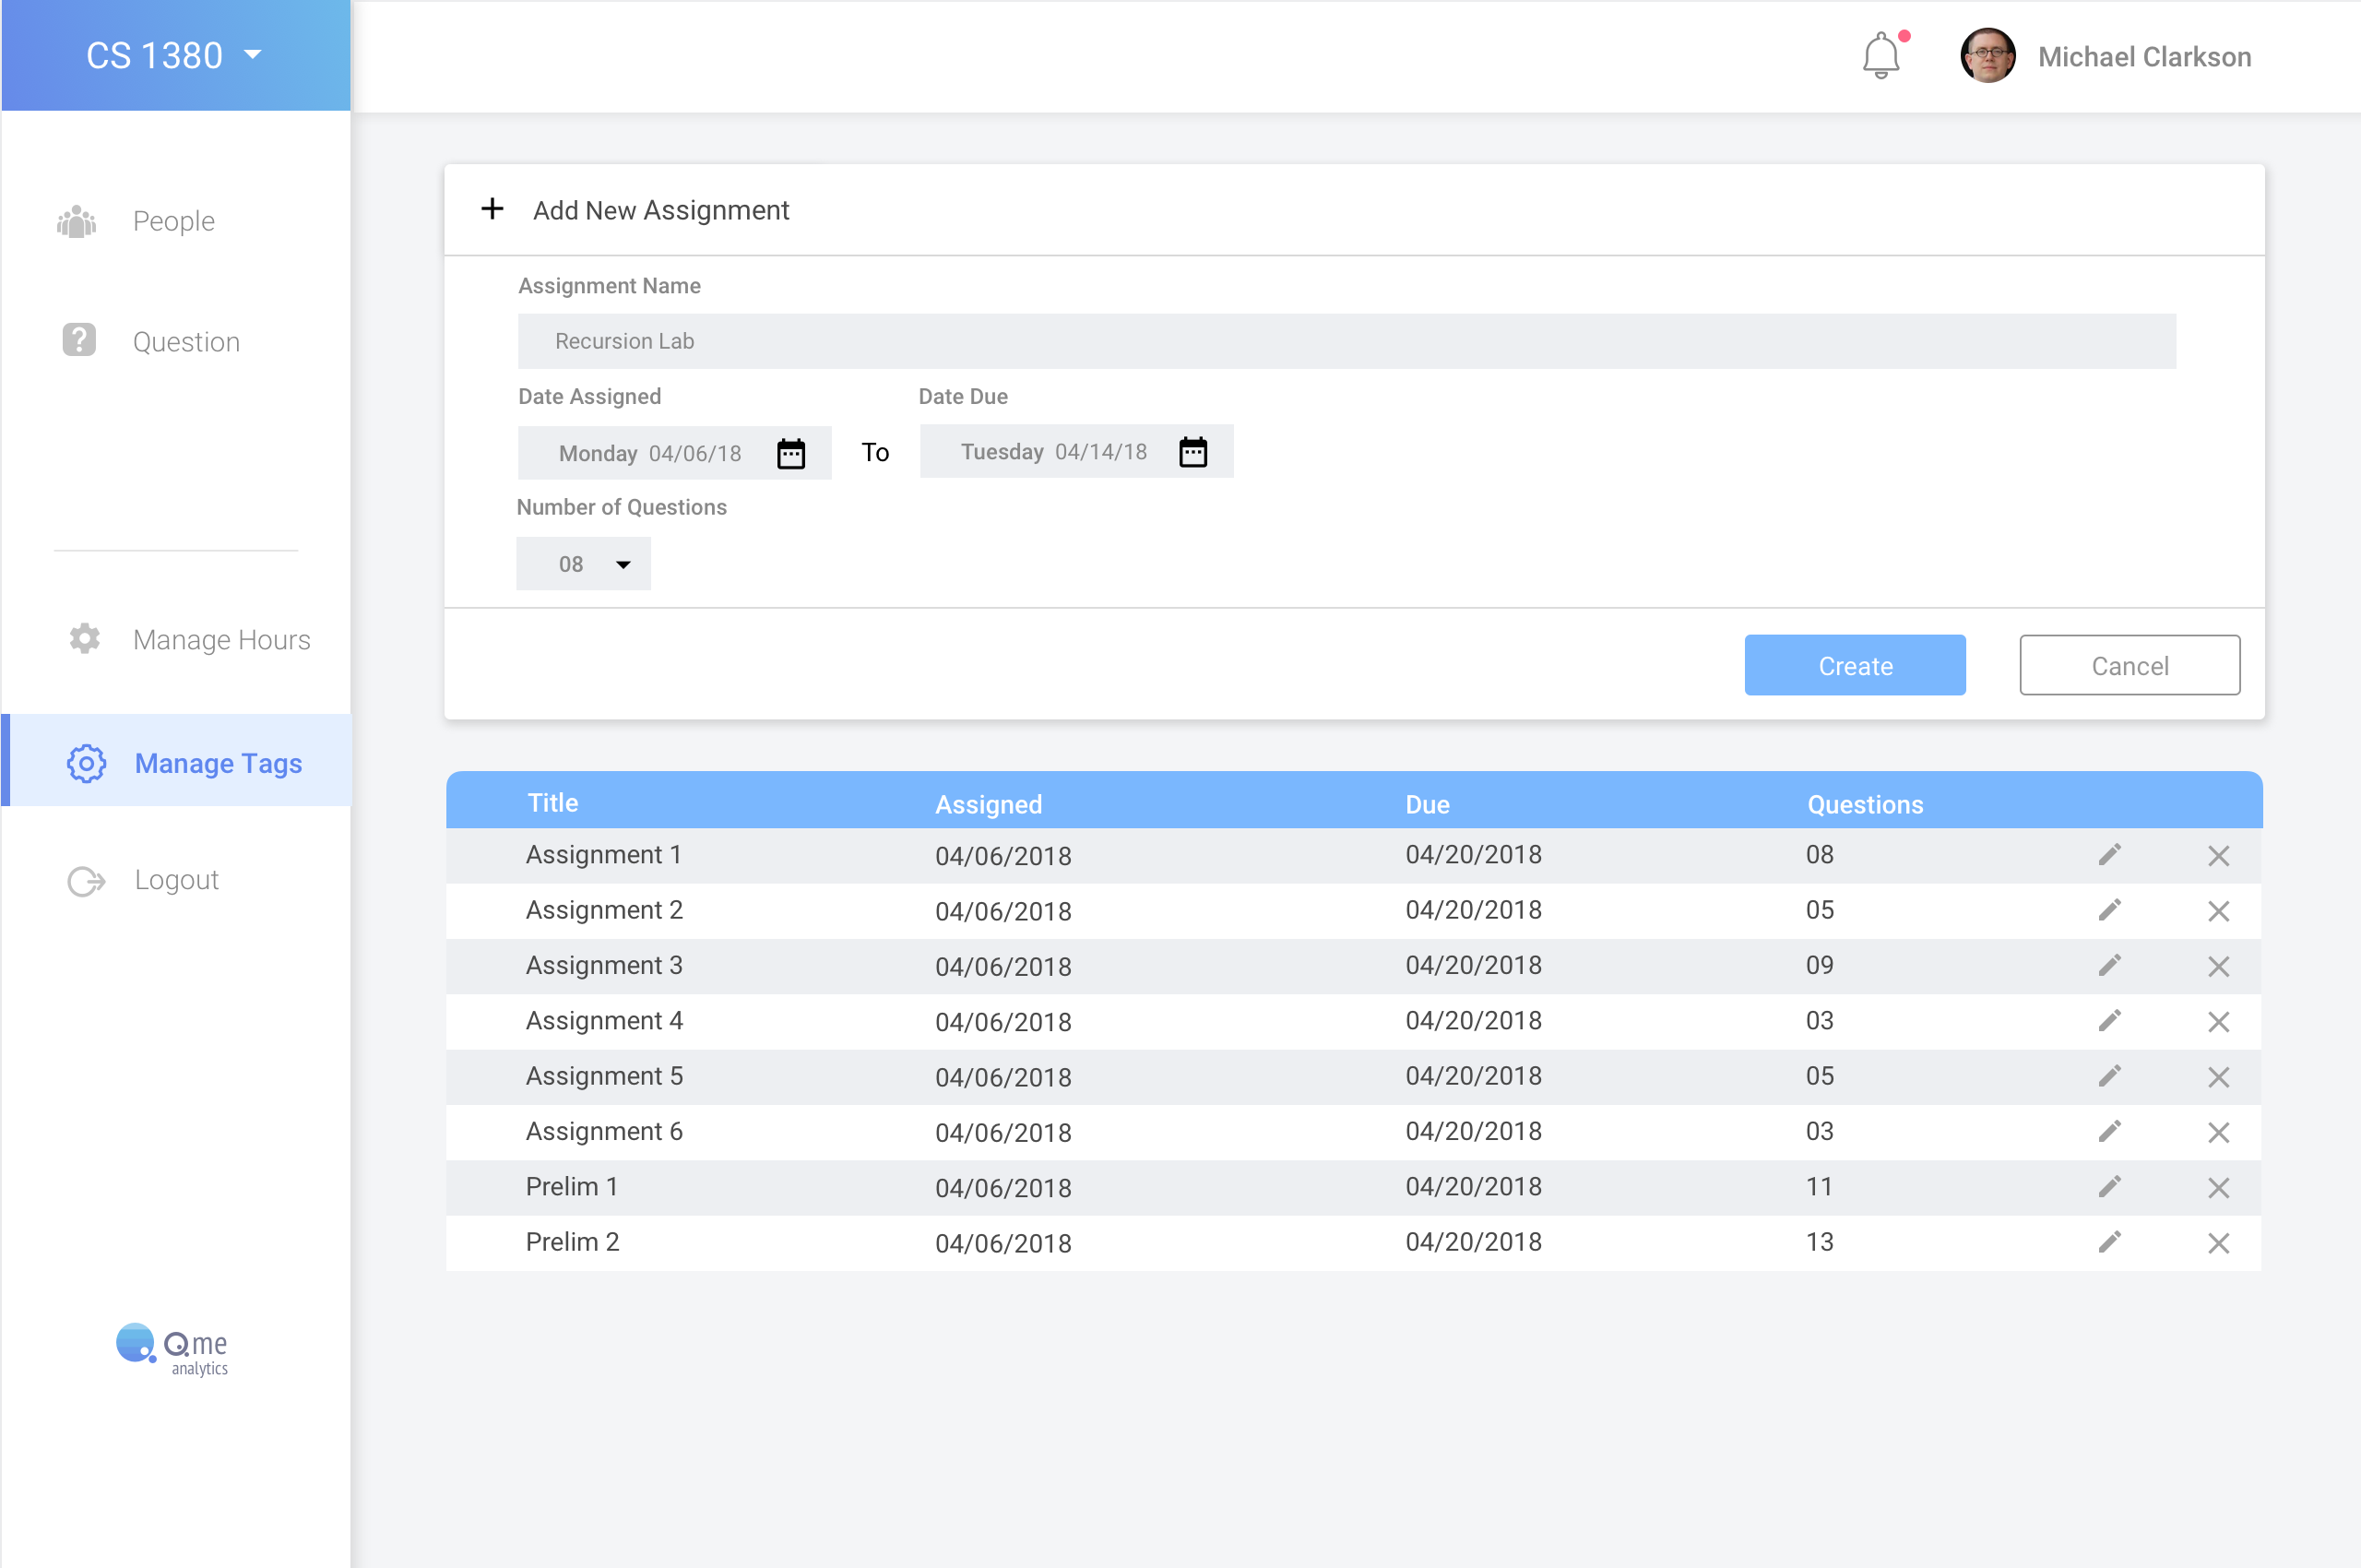 CS 1380
Michael Clarkson
People
Question
Manage Hours
Manage Tags
Logout
Qme
analytics
Add New Assignment
Assignment Name
Recursion Lab
Date Assigned
Date Due
Monday 04/06/18
To
Tuesday 04/14/18
Number of Questions
08
Create
Cancel
Title Assigned Due Questions
Assignment 1 04/06/2018 04/20/2018 08
Assignment 2 04/06/2018 04/20/2018 05
Assignment 3 04/06/2018 04/20/2018 09
Assignment 4 04/06/2018 04/20/2018 03
Assignment 5 04/06/2018 04/20/2018 05
Assignment 6 04/06/2018 04/20/2018 03
Prelim 1 04/06/2018 04/20/2018 11
Prelim 2 04/06/2018 04/20/2018 13